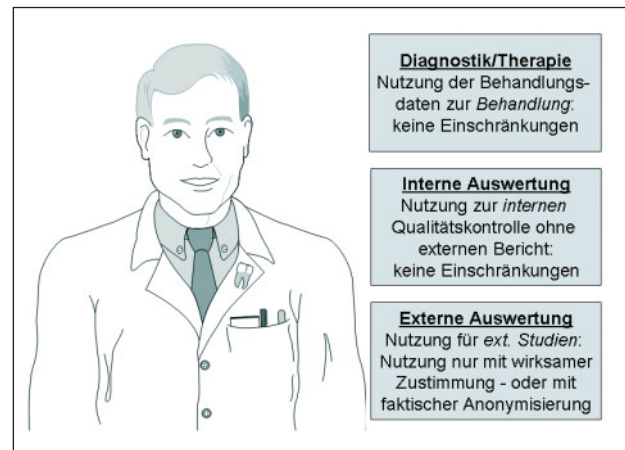 Diagnostik/Therapie
Nutzung der Behandlungs-
daten zur Behandlung:
keine Einschränkungen
Interne Auswertung
Nutzung zur internen
Qualitätskontrolle ohne
externen Bericht:
keine Einschränkungen
Externe Auswertung
Nutzung für ext. Studien:
Nutzung nur mit wirksamer
Zustimmung - oder mit
faktischer Anonymisierung